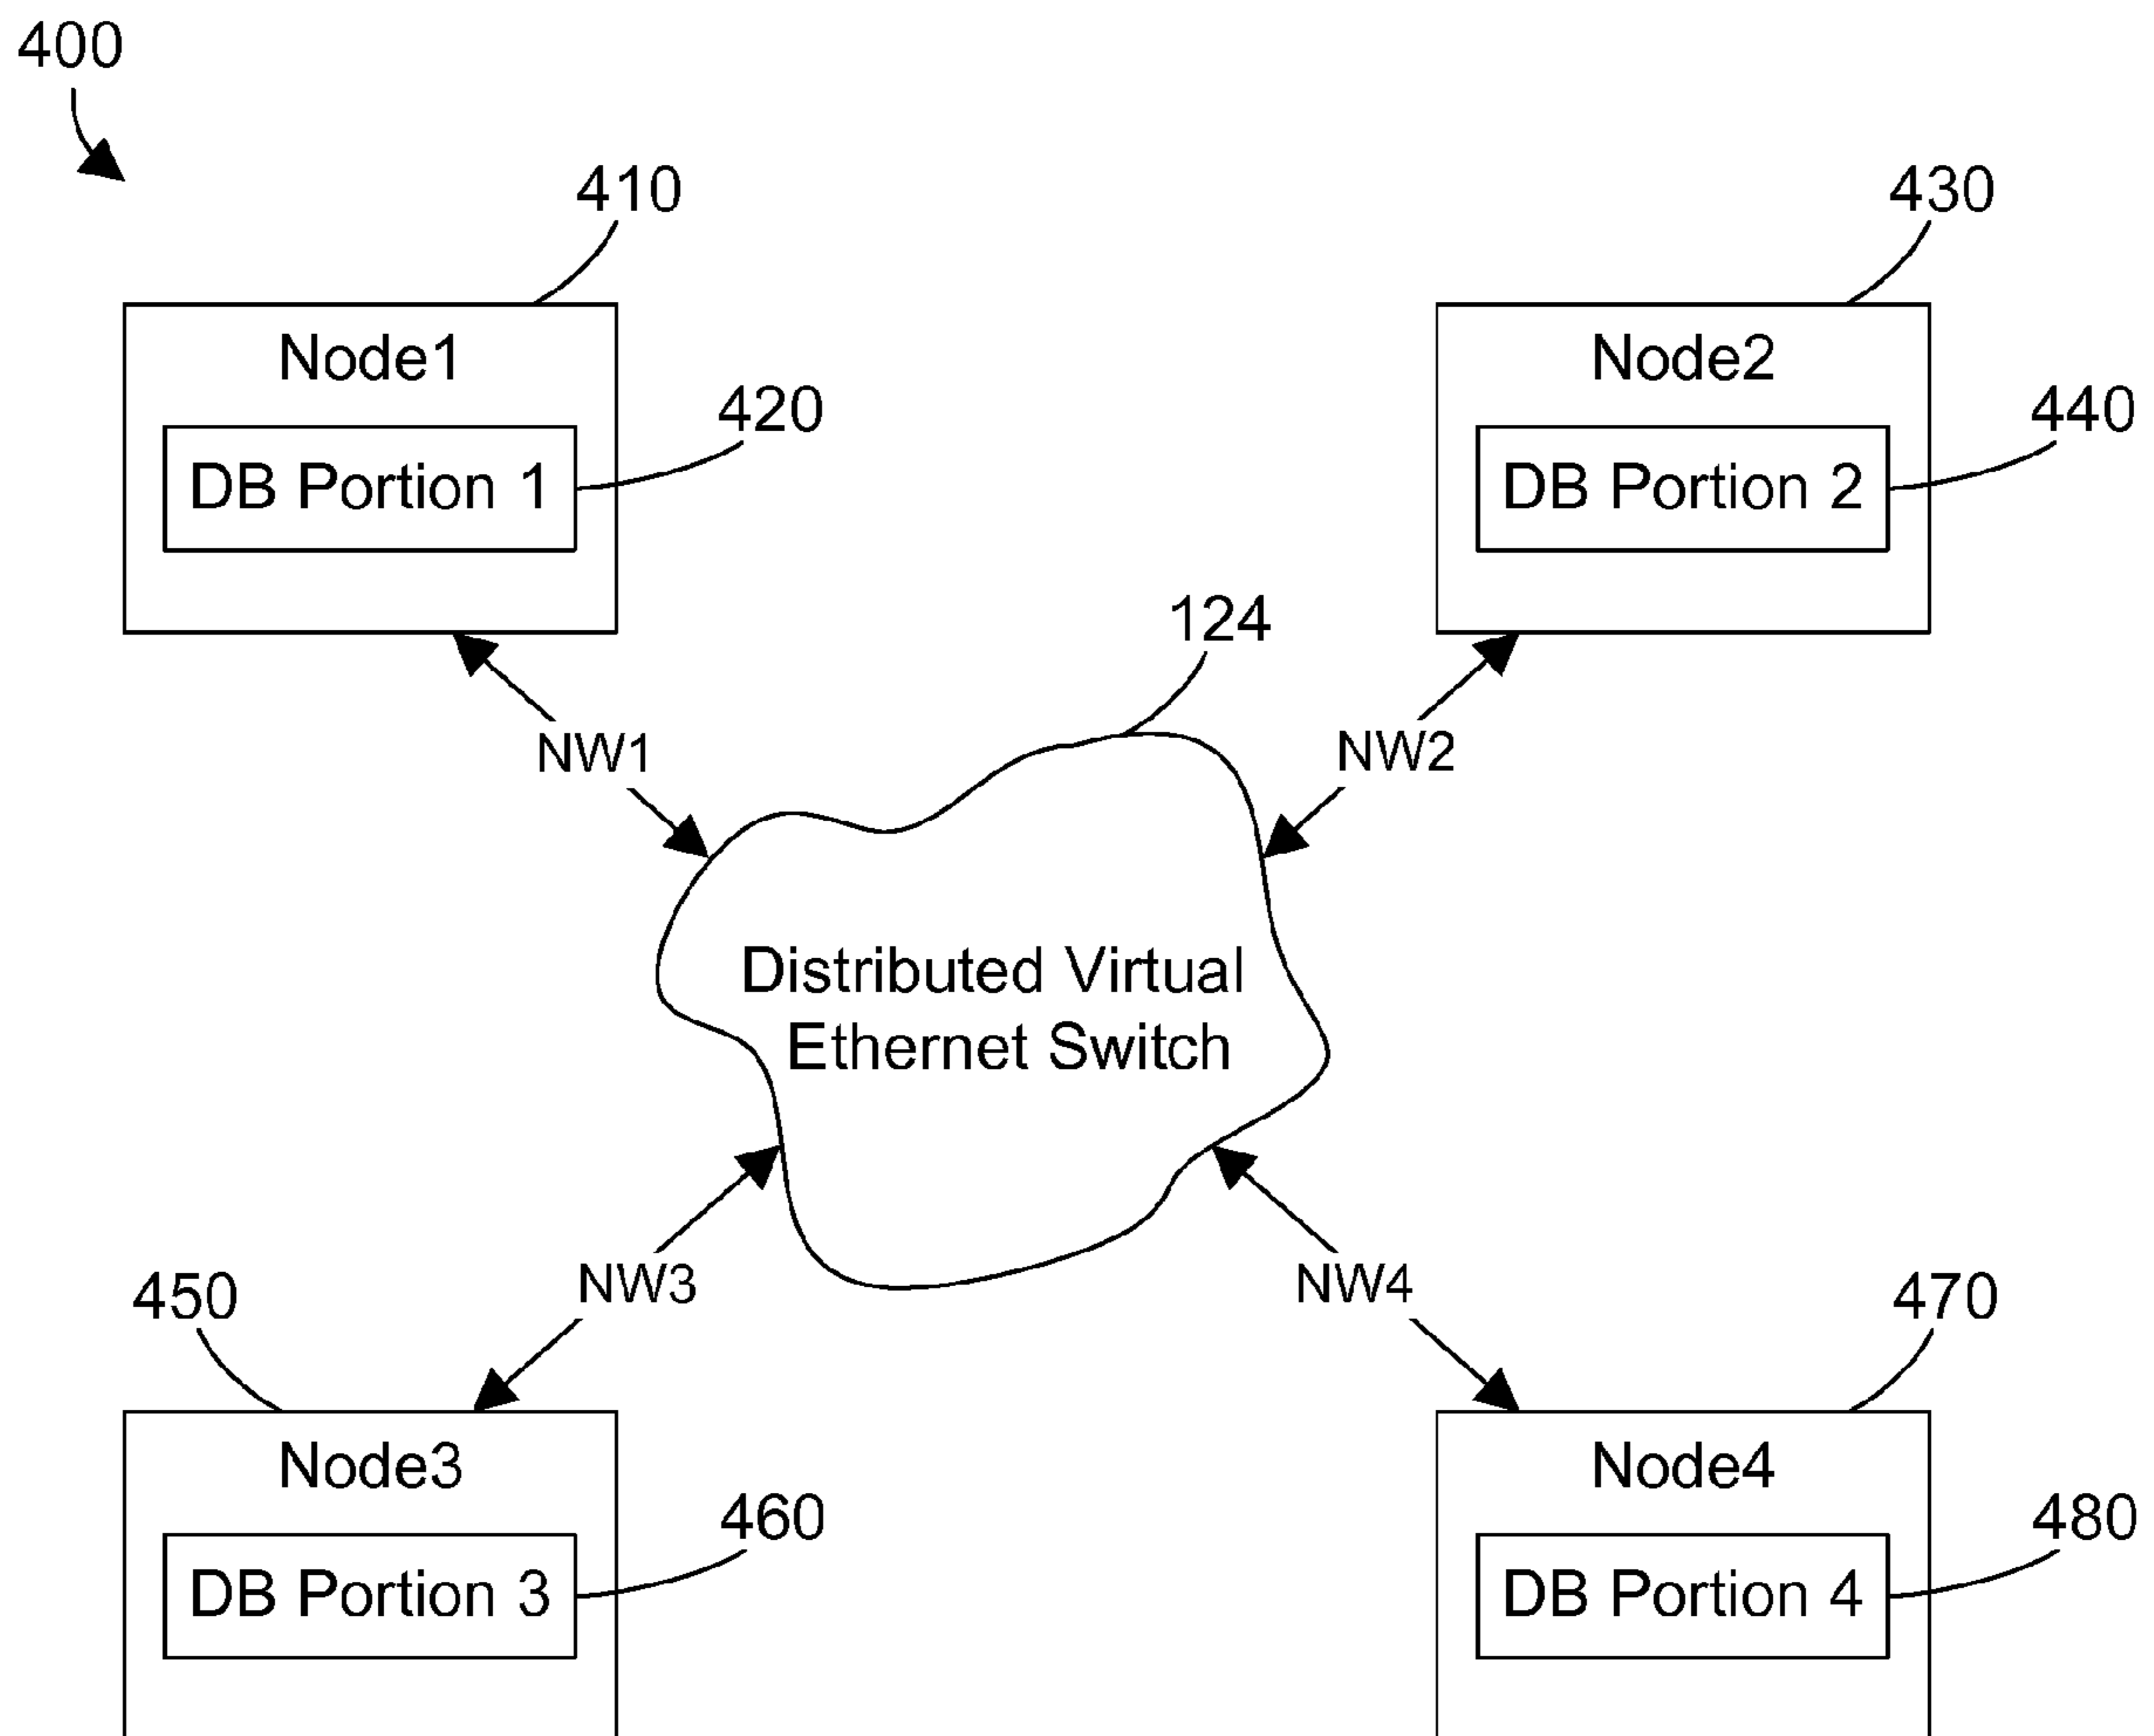 400
410
430
Node1
Node2
420
440
DB Portion 1
DB Portion 2
124
NW1
NW2
Distributed Virtual
Ethernet Switch
NW3
NW4
450
470
Node3
Node4
460
480
DB Portion 3
DB Portion 4